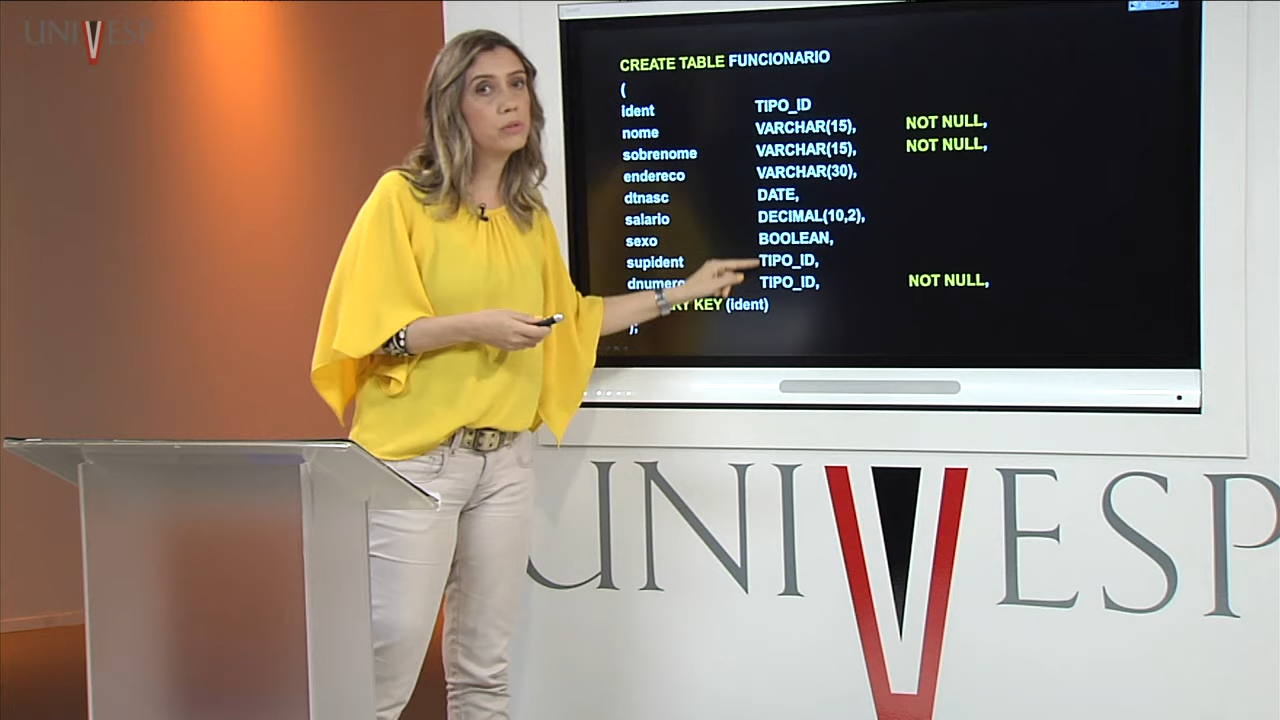 UNIVESP
CREATE TABLE FUNCIONARIO
(
ident TIPO_ID
nome VARCHAR(15), NOT NULL,
sobrenome VARCHAR(15), NOT NULL,
endereco VARCHAR(30),
dtnasc DATE,
salario DECIMAL(10,2),
sexo BOOLEAN,
supident TIPO_ID,
dnumero TIPO_ID, NOT NULL,
KEY (ident)
);
UNIVESP